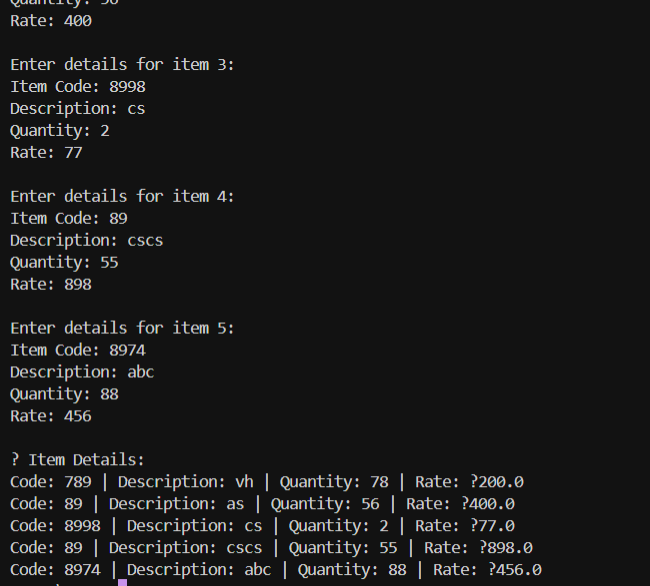 Quantity: 56
Rate: 400
Enter details for item 3:
Item Code: 8998
Description: cs
Quantity: 2
Rate: 77
Enter details for item 4:
Item Code: 89
Description: cscs
Quantity: 55
Rate: 898
Enter details for item 5:
Item Code: 8974
Description: abc
Quantity: 88
Rate: 456
? Item Details:
Code: 789 | Description: vh | Quantity: 78 | Rate: ?200.0
Code: 89 | Description: as | Quantity: 56 | Rate: ?400.0
Code: 8998 | Description: cs | Quantity: 2 | Rate: ?77.0
Code: 89 | Description: cscs | Quantity: 55 | Rate: ?898.0
Code: 8974 | Description: abc | Quantity: 88 | Rate: ?456.0